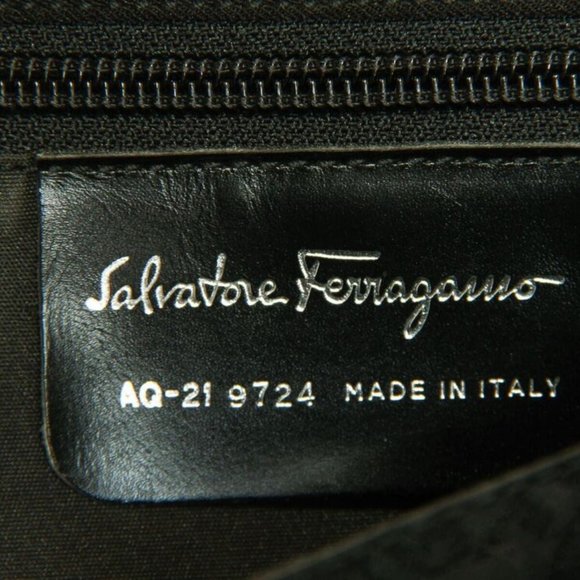 Salvatore Ferragamo
AQ-21 9724 MADE IN ITALY